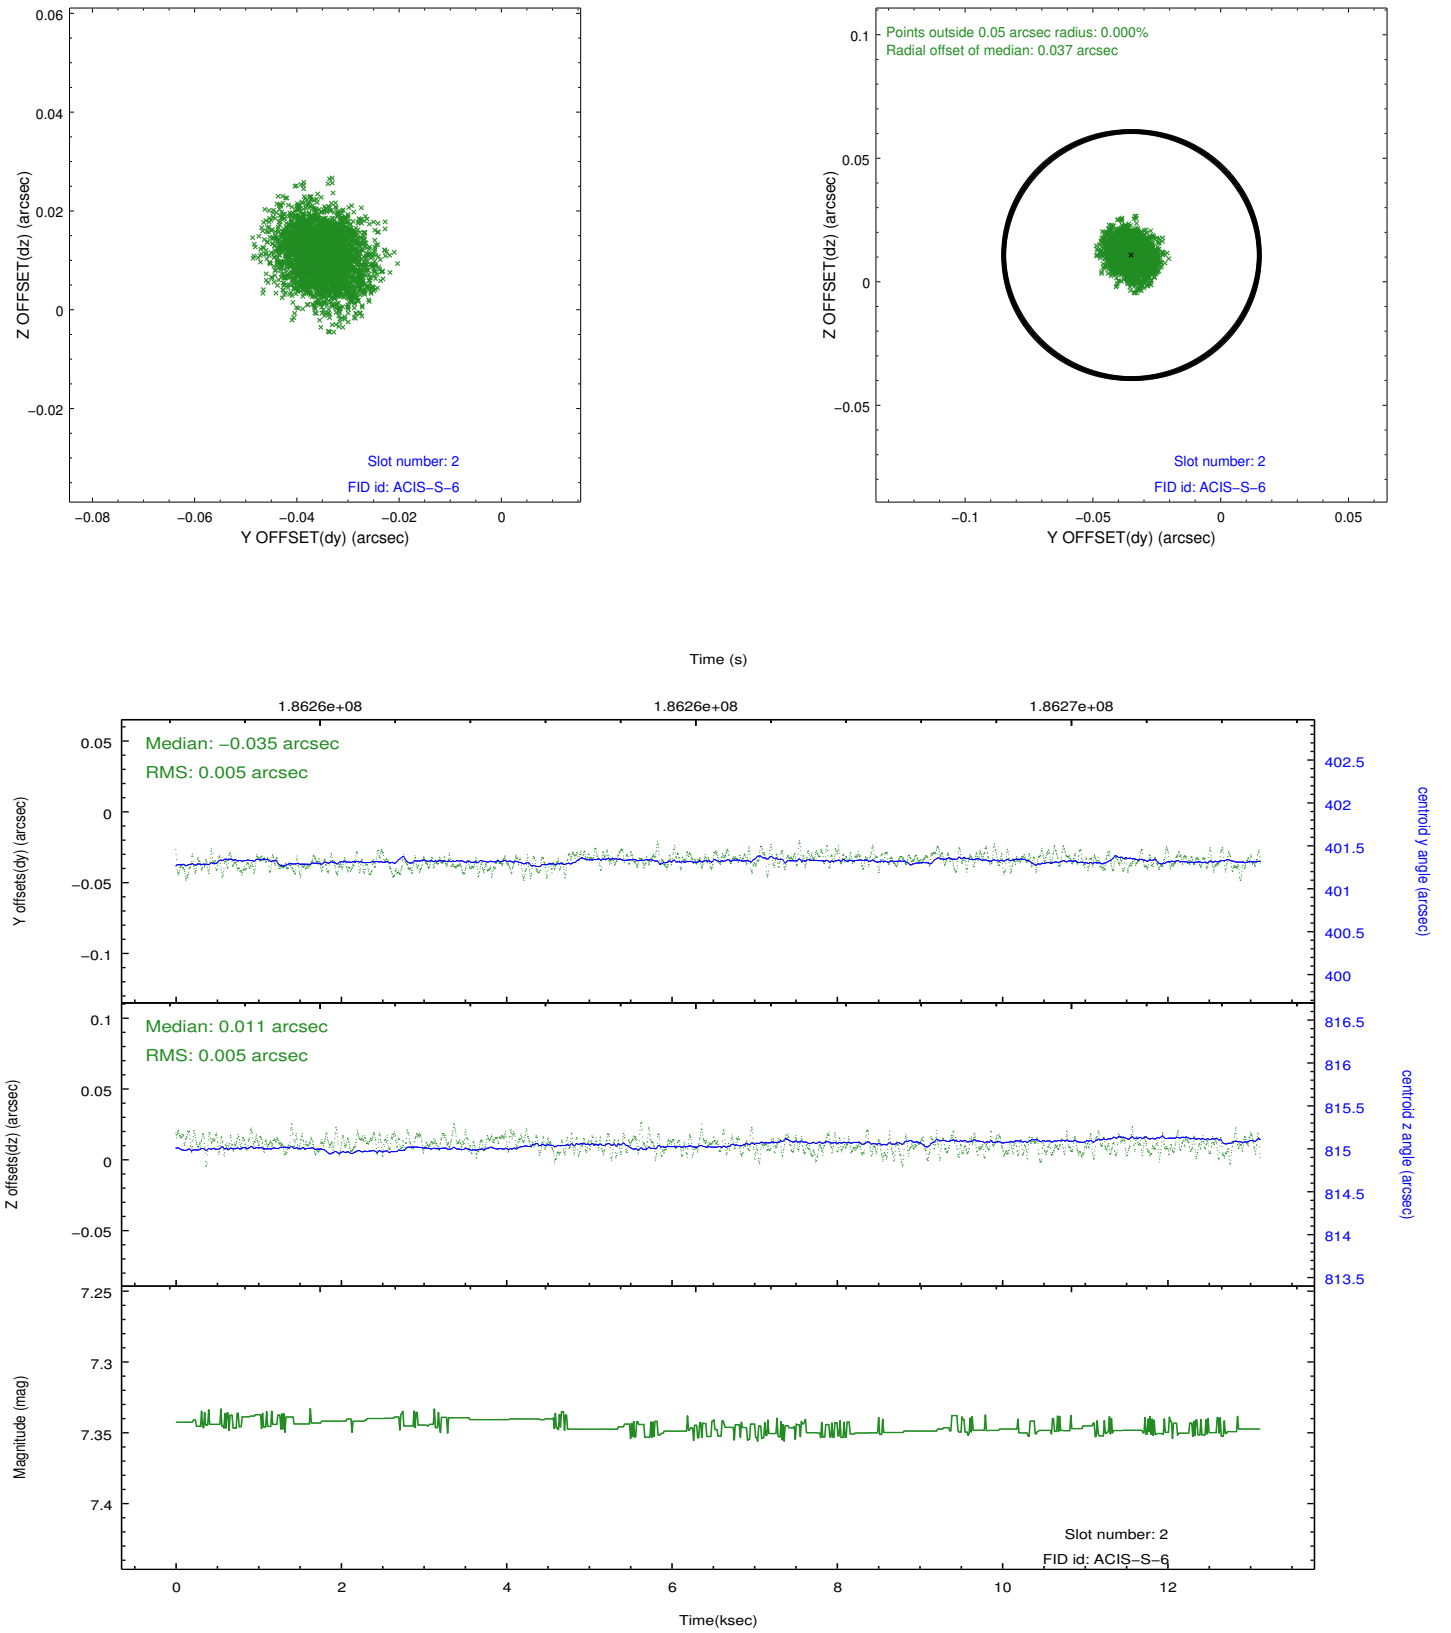 0.06
0.04
0.02
0
−0.02
Z OFFSET(dz) (arcsec)
Slot number: 2
FID id: ACIS−S−6
−0.08
−0.06
−0.04
−0.02
0
Y OFFSET(dy) (arcsec)
Points outside 0.05 arcsec radius: 0.000%
Radial offset of median: 0.037 arcsec
0.1
0.05
0
−0.05
Z OFFSET(dz) (arcsec)
Slot number: 2
FID id: ACIS−S−6
−0.1
−0.05
0
0.05
Y OFFSET(dy) (arcsec)
Time (s)
1.8626e+08
1.8626e+08
1.8627e+08
Median: −0.035 arcsec
RMS: 0.005 arcsec
0.05
0
−0.05
−0.1
Y offsets(dy) (arcsec)
402.5
402
401.5
401
400.5
400
centroid y angle (arcsec)
Median: 0.011 arcsec
RMS: 0.005 arcsec
0.1
0.05
0
−0.05
Z offsets(dz) (arcsec)
816.5
816
815.5
815
814.5
814
813.5
centroid z angle (arcsec)
7.25
7.3
7.35
7.4
Magnitude (mag)
Slot number: 2
FID id: ACIS−S−6
0
2
4
6
8
10
12
Time(ksec)